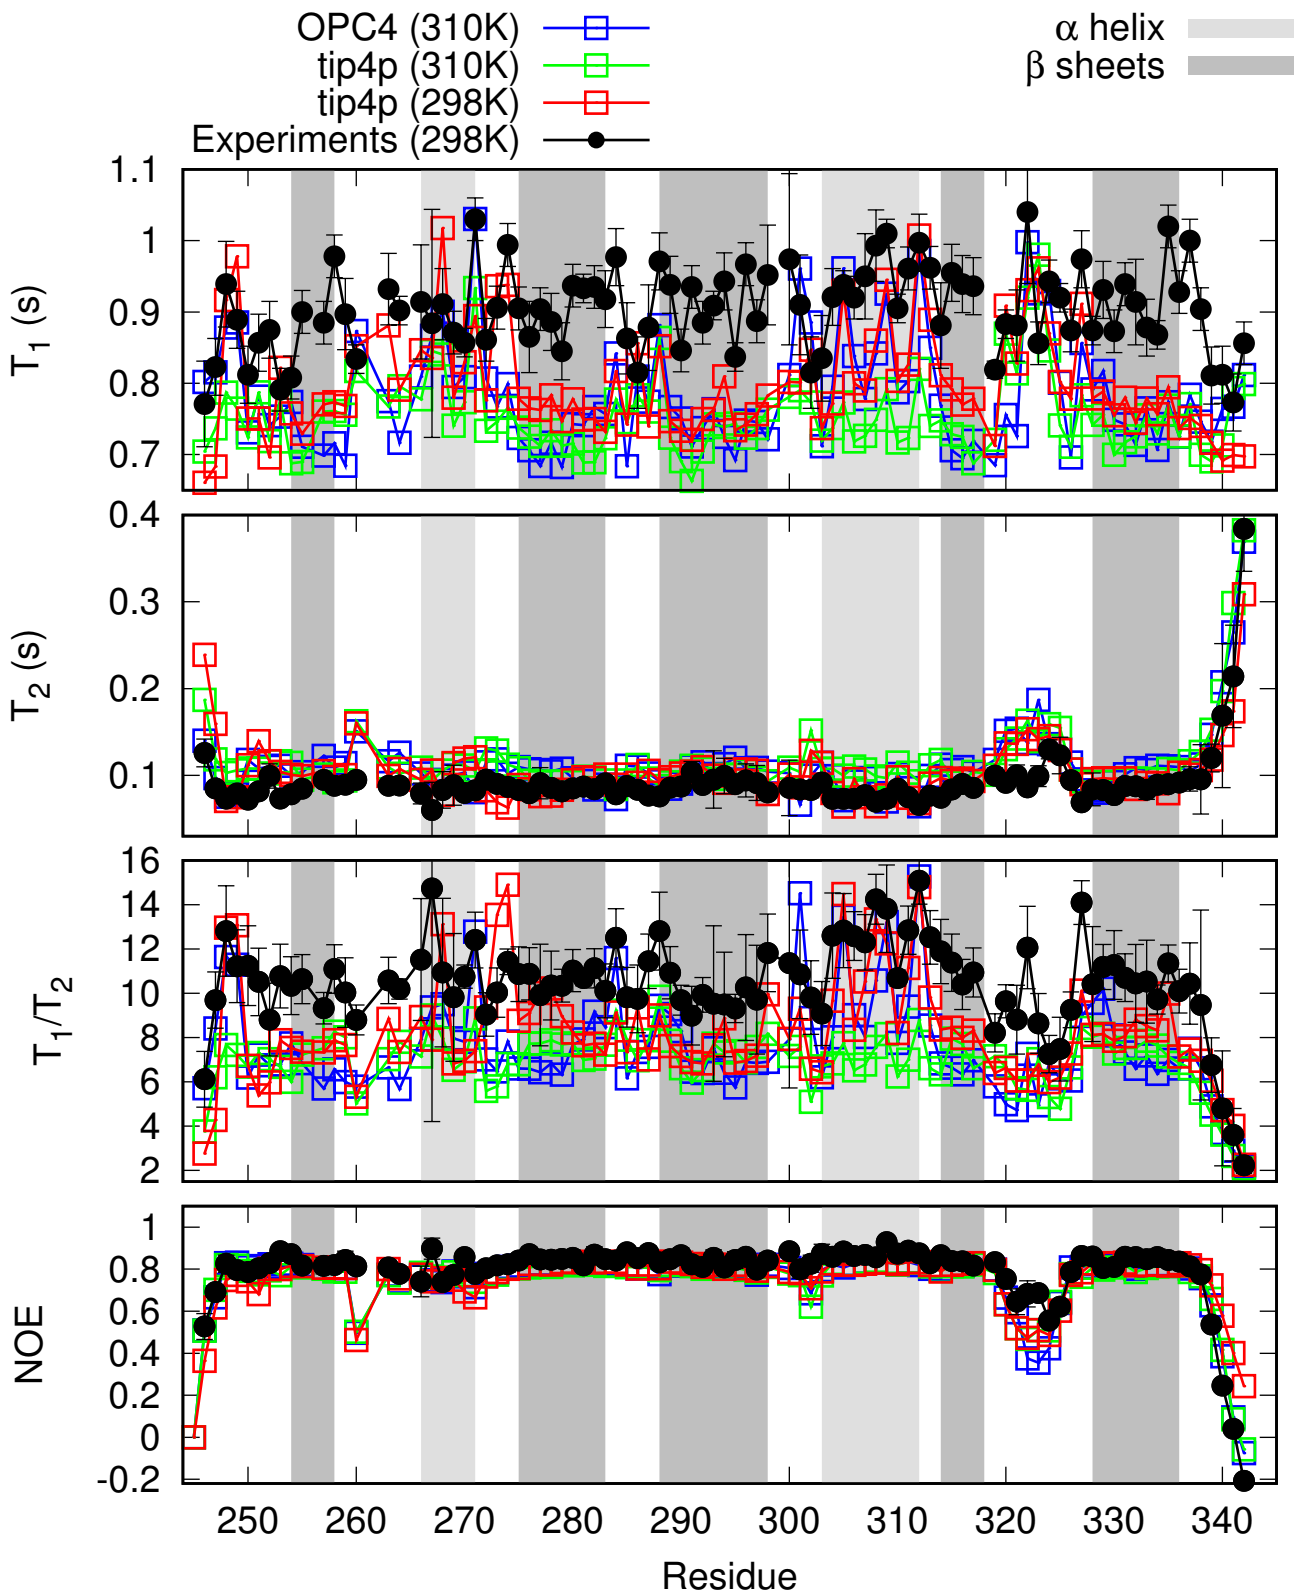 OPC4 (310K)
tip4p (310K)
tip4p (298K)
Experiments (298K)
α helix
β sheets
1.1
1
0.9
0.8
0.7
T1 (s)
0.4
0.3
0.2
0.1
T2 (s)
16
14
12
10
8
6
4
2
T1/T2
1
0.8
0.6
0.4
0.2
0
-0.2
NOE
250 260 270 280 290 300 310 320 330 340
Residue